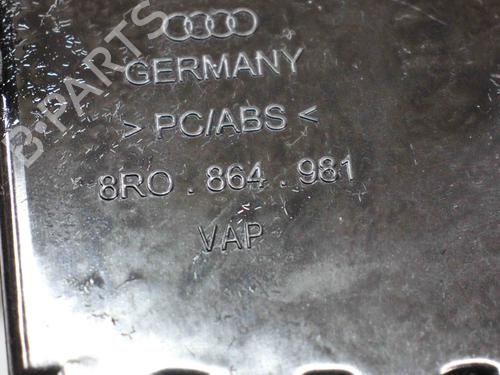 B-PARTS
GERMANY
> PC/ABS <
8R0 . 864 . 981
VAP